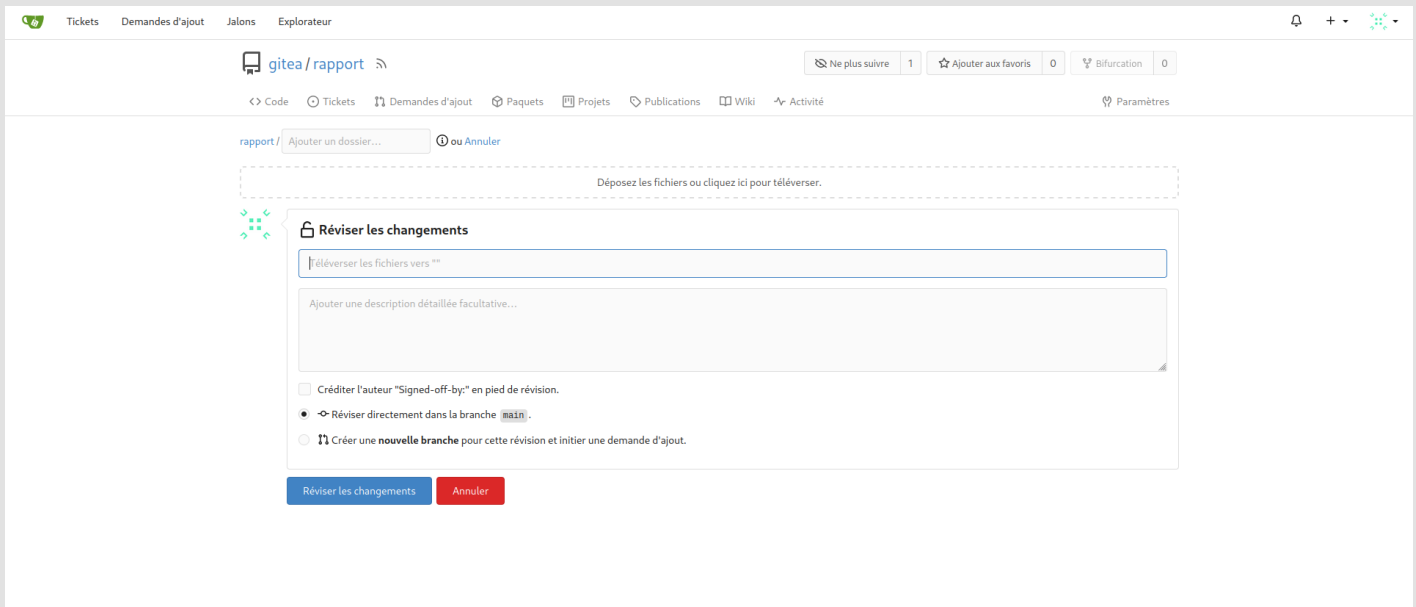 Tickets Demandes d'ajout Jalons Explorateur
gitea / rapport Ne plus suivre 1 Ajouter aux favoris 0 Bifurcation 0
Code Tickets Demandes d'ajout Paquets Projets Publications Wiki Activité Paramètres
rapport / Ajouter un dossier… ou Annuler
Déposez les fichiers ou cliquez ici pour téléverser.
Réviser les changements
Téléverser les fichiers vers ""
Ajouter une description détaillée facultative…
Créditer l'auteur "Signed-off-by:" en pied de révision.
Réviser directement dans la branche main .
Créer une nouvelle branche pour cette révision et initier une demande d'ajout.
Réviser les changements Annuler